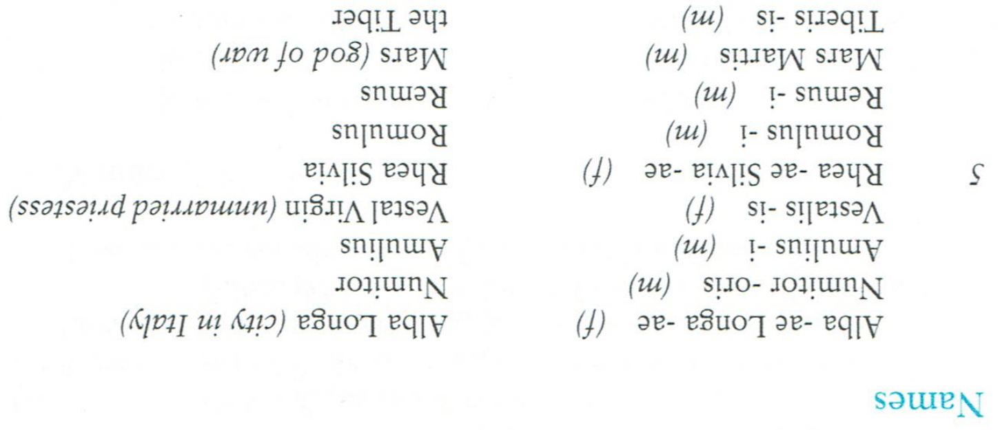 Names
Alba -ae Longa -ae (f) Alba Longa (city in Italy)
Numitor -oris (m) Numitor
Amulius -i (m) Amulius
Vestalis -is (f) Vestal Virgin (unmarried priestess)
5 Rhea -ae Silvia -ae (f) Rhea Silvia
Romulus -i (m) Romulus
Remus -i (m) Remus
Mars Martis (m) Mars (god of war)
Tiberis -is (m) the Tiber